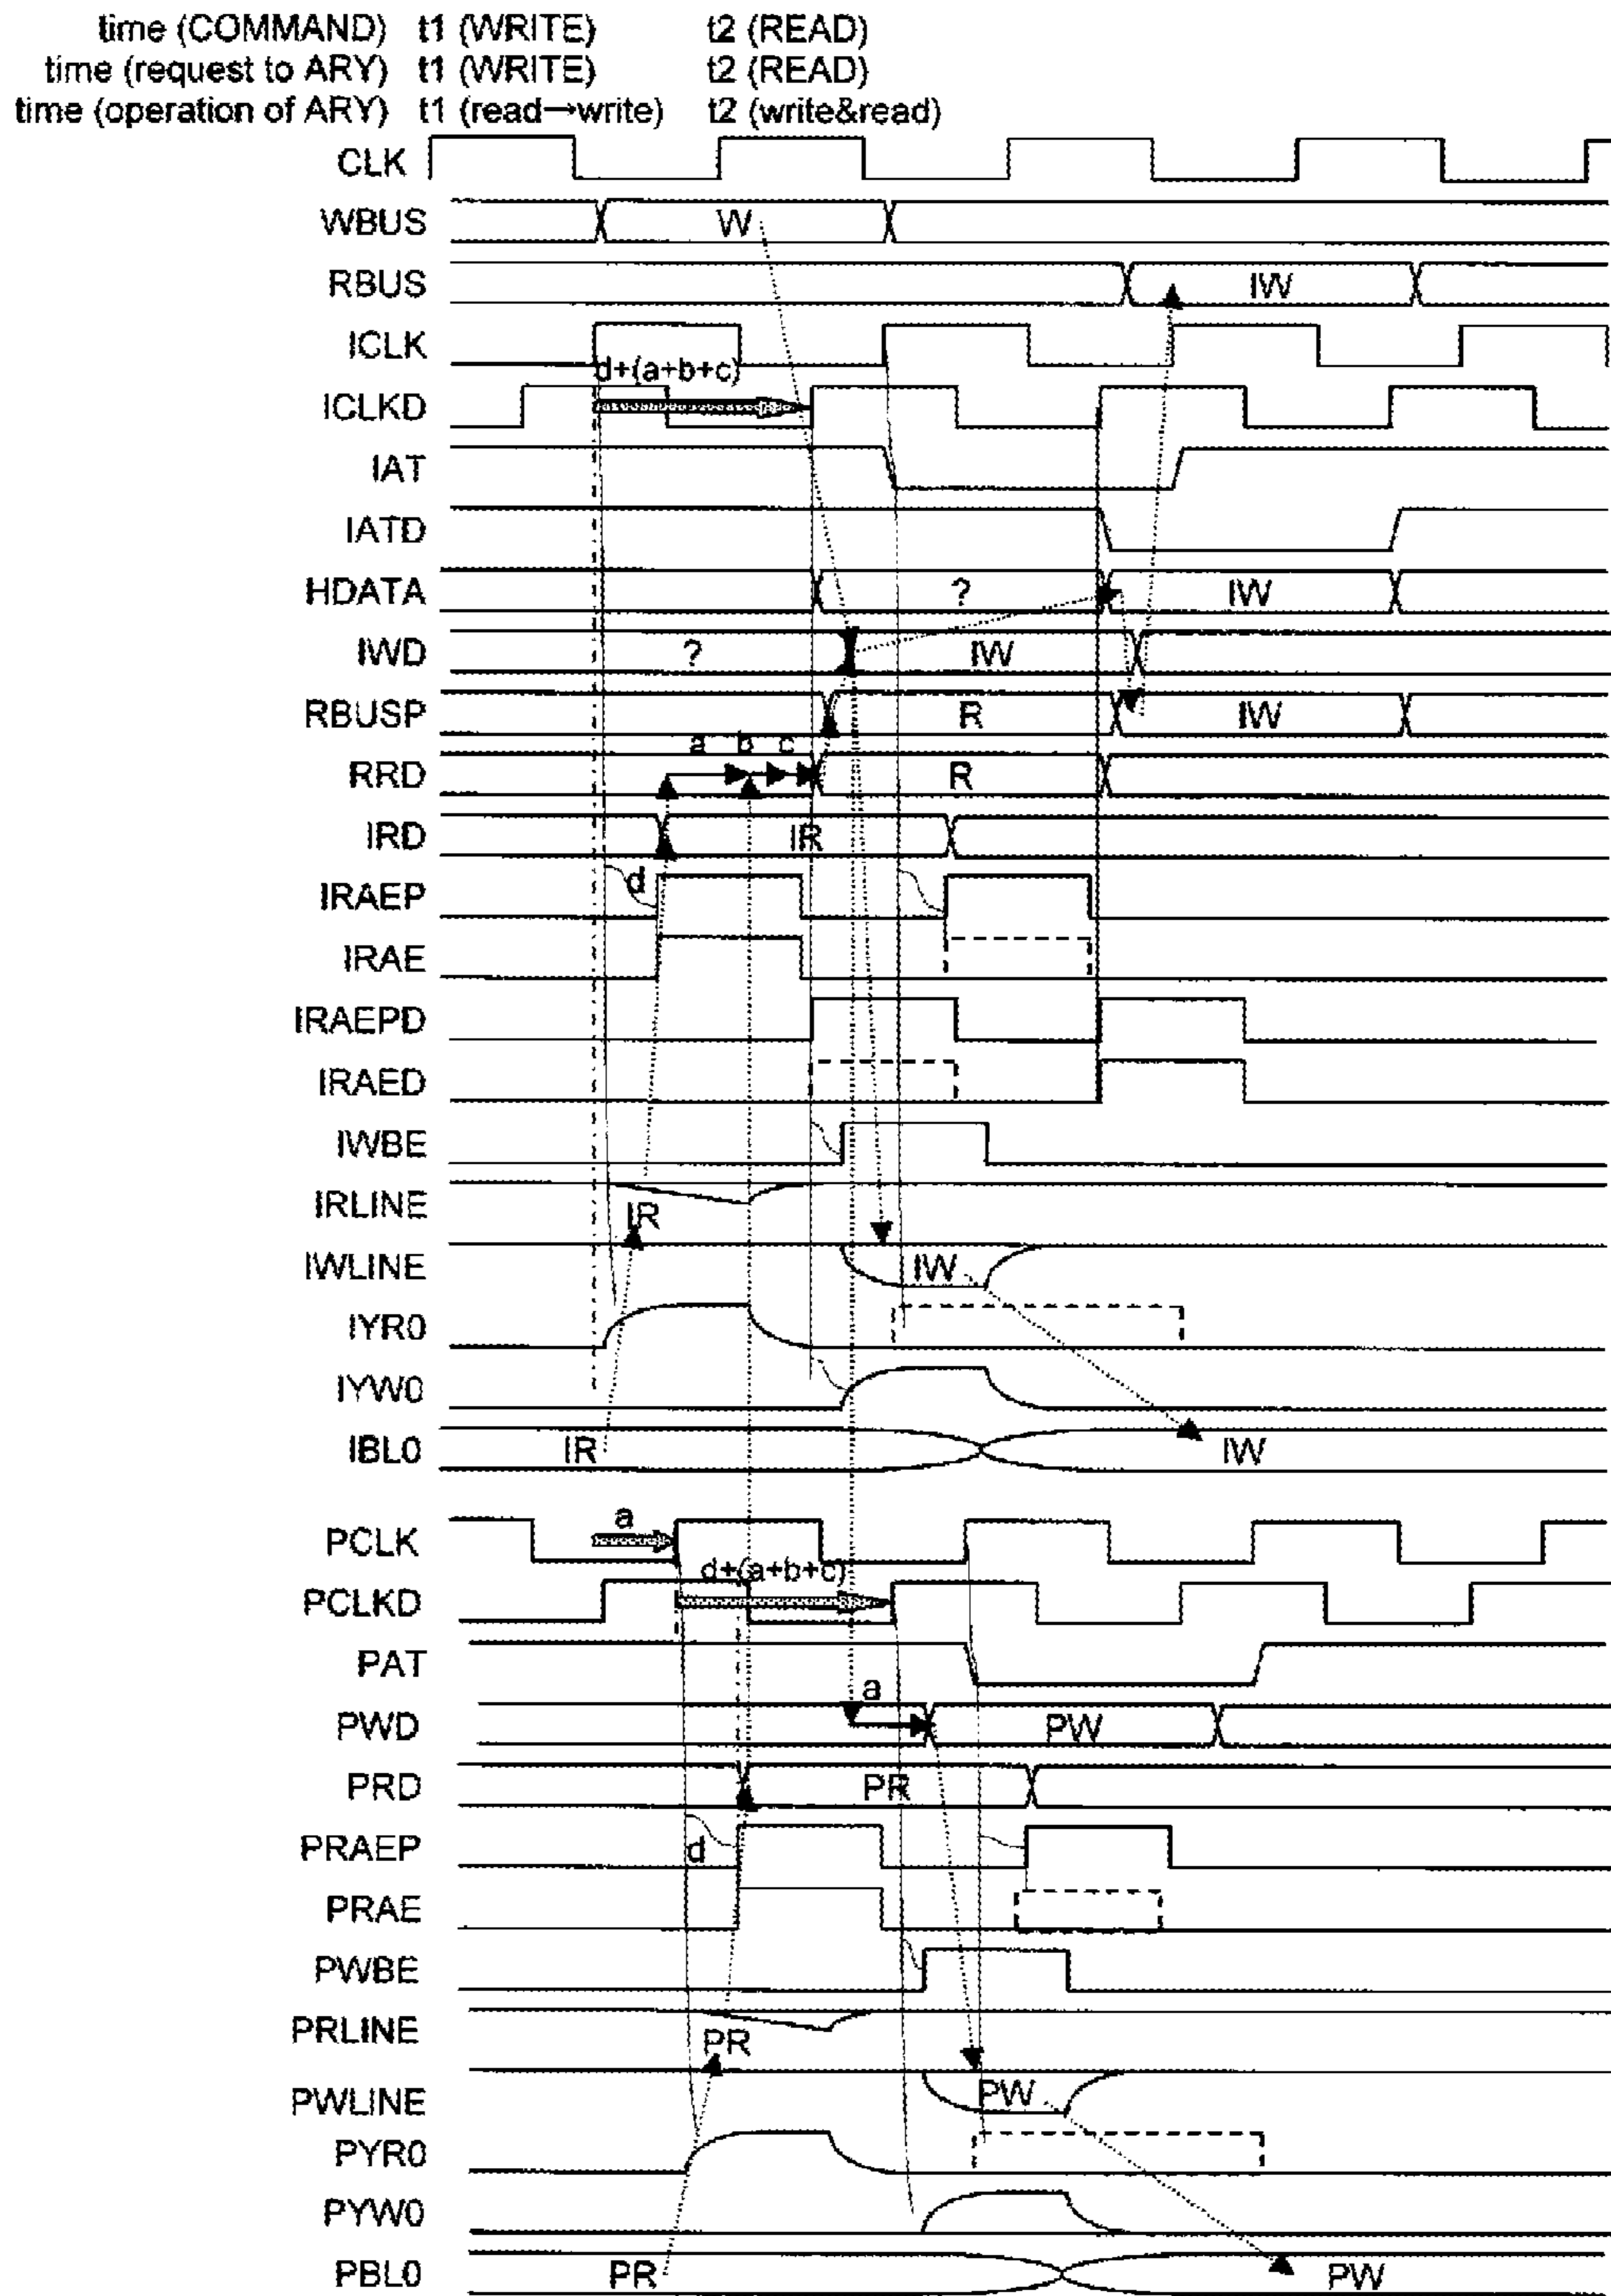 time (COMMAND) t1 (WRITE) t2 (READ)
time (request to ARY) t1 (WRITE) t2 (READ)
time (operation of ARY) t1 (read→write) t2 (write&read)
CLK
WBUS W
RBUS IW
ICLK
d+(a+b+c)
ICLKD
IAT
IATD
HDATA ? IW
IWD ? IW
RBUSP R IW
a b c
RRD R
IRD IR
d
IRAEP
IRAE
IRAEPD
IRAED
IWBE
IRLINE
IR
IWLINE IW
IYR0
IYW0
IBL0 IR IW
a
PCLK
d+(a+b+c)
PCLKD
PAT
a
PWD PW
PRD PR
PRAEP d
PRAE
PWBE
PRLINE PR
PWLINE PW
PYR0
PYW0
PBL0 PR PW